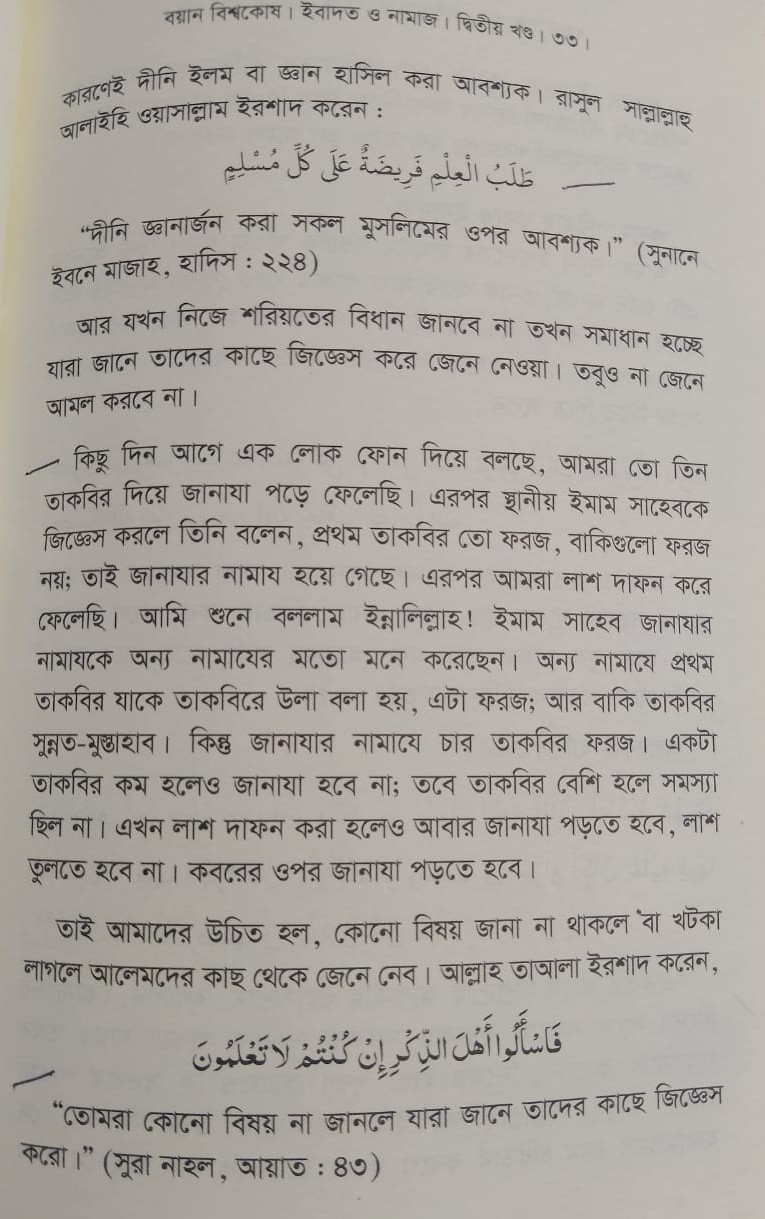 বয়ান বিশ্বকোষ। ইবাদত ও নামাজ। দ্বিতীয় খণ্ড। ৩৩।
কারণেই দীনি ইলম বা জ্ঞান হাসিল করা আবশ্যক। রাসূল সাল্লাল্লাহু
আলাইহি ওয়াসাল্লাম ইরশাদ করেন :
طَلَبُ الْعِلْمِ فَرِيضَةٌ عَلَى كُلِّ مُسْلِمٍ
“দীনি জ্ঞানার্জন করা সকল মুসলিমের ওপর আবশ্যক।” (সুনানে
ইবনে মাজাহ, হাদিস : ২২৪)
আর যখন নিজে শরিয়তের বিধান জানবে না তখন সমাধান হচ্ছে
যারা জানে তাদের কাছে জিজ্ঞেস করে জেনে নেওয়া। তবুও না জেনে
আমল করবে না।
কিছু দিন আগে এক লোক ফোন দিয়ে বলছে, আমরা তো তিন
তাকবির দিয়ে জানাযা পড়ে ফেলেছি। এরপর স্থানীয় ইমাম সাহেবকে
জিজ্ঞেস করলে তিনি বলেন, প্রথম তাকবির তো ফরজ, বাকিগুলো ফরজ
নয়; তাই জানাযার নামায হয়ে গেছে। এরপর আমরা লাশ দাফন করে
ফেলেছি। আমি শুনে বললাম ইন্নালিল্লাহ! ইমাম সাহেব জানাযার
নামাযকে অন্য নামাযের মতো মনে করেছেন। অন্য নামাযে প্রথম
তাকবির যাকে তাকবিরে উলা বলা হয়, এটা ফরজ; আর বাকি তাকবির
সুন্নত-মুস্তাহাব। কিন্তু জানাযার নামাযে চার তাকবির ফরজ। একটা
তাকবির কম হলেও জানাযা হবে না; তবে তাকবির বেশি হলে সমস্যা
ছিল না। এখন লাশ দাফন করা হলেও আবার জানাযা পড়তে হবে, লাশ
তুলতে হবে না। কবরের ওপর জানাযা পড়তে হবে।
তাই আমাদের উচিত হল, কোনো বিষয় জানা না থাকলে বা খটকা
লাগলে আলেমদের কাছ থেকে জেনে নেব। আল্লাহ তাআলা ইরশাদ করেন,
فَاسْأَلُوا أَهْلَ الذِّكْرِ إِنْ كُنْتُمْ لَا تَعْلَمُونَ
“তোমরা কোনো বিষয় না জানলে যারা জানে তাদের কাছে জিজ্ঞেস
করো।” (সূরা নাহল, আয়াত : ৪৩)